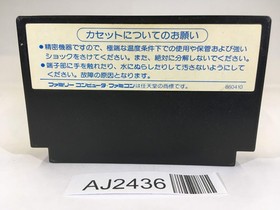 カセットについてのお願い
●精密機器ですので、極端な温度条件下での使用や保管および強い
ショックをさけてください。また、絶対に分解しないでください。
●端子部に手を触れたり、水にぬらしたりして汚さないようにして
ください。故障の原因となります。
ファミリーコンピュータ・ファミコンは任天堂の商標です。
860410
AJ2436